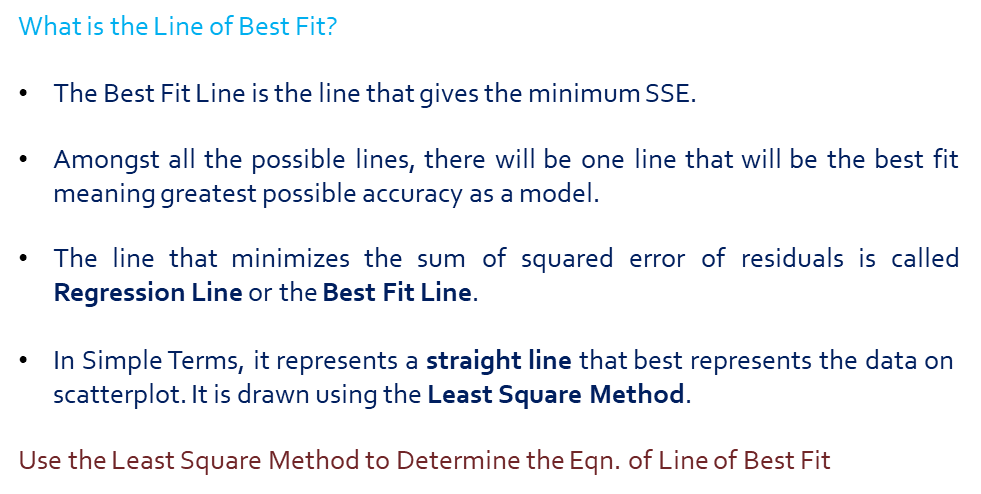 What is the Line of Best Fit?
• The Best Fit Line is the line that gives the minimum SSE.
• Amongst all the possible lines, there will be one line that will be the best fit
meaning greatest possible accuracy as a model.
• The line that minimizes the sum of squared error of residuals is called
Regression Line or the Best Fit Line.
• In Simple Terms, it represents a straight line that best represents the data on
scatterplot. It is drawn using the Least Square Method.
Use the Least Square Method to Determine the Eqn. of Line of Best Fit